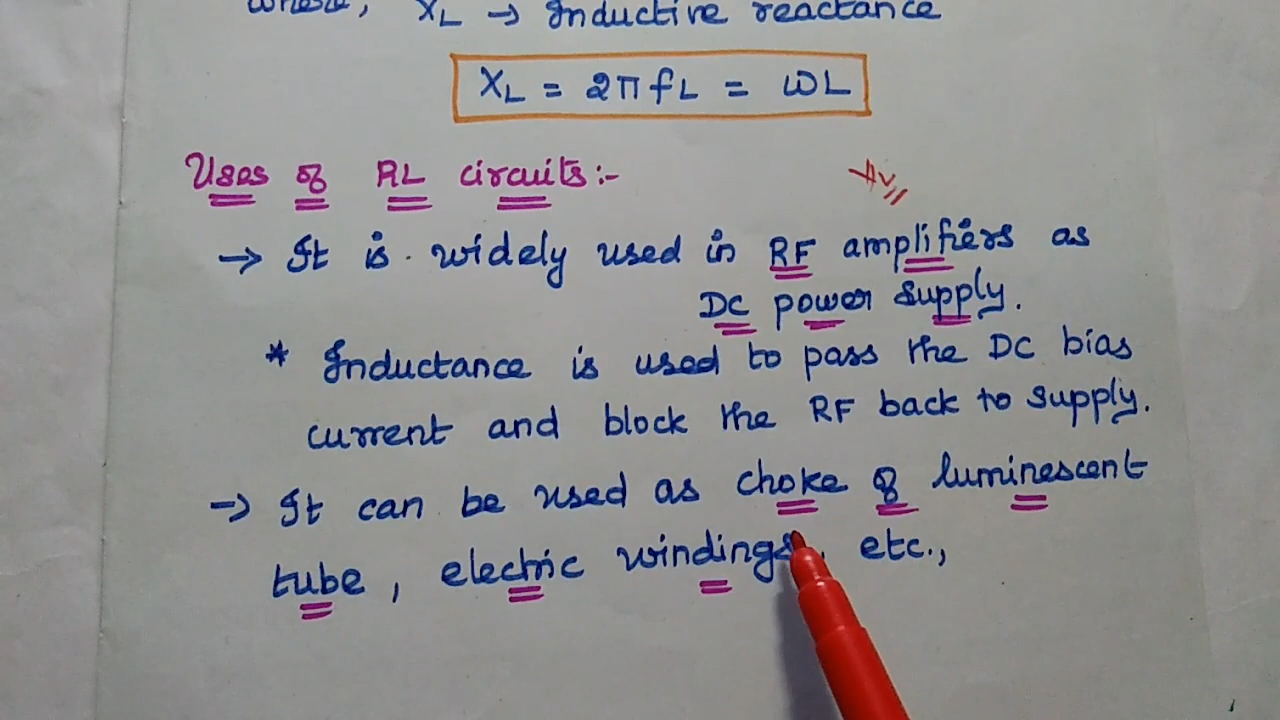 where, XL → Inductive reactance
XL = 2πfL = ωL
Uses of RL circuits:-
→ It is widely used in RF amplifiers as
DC power supply.
* Inductance is used to pass the DC bias
current and block the RF back to supply.
→ It can be used as choke of luminescent
tube, electric windings, etc.,